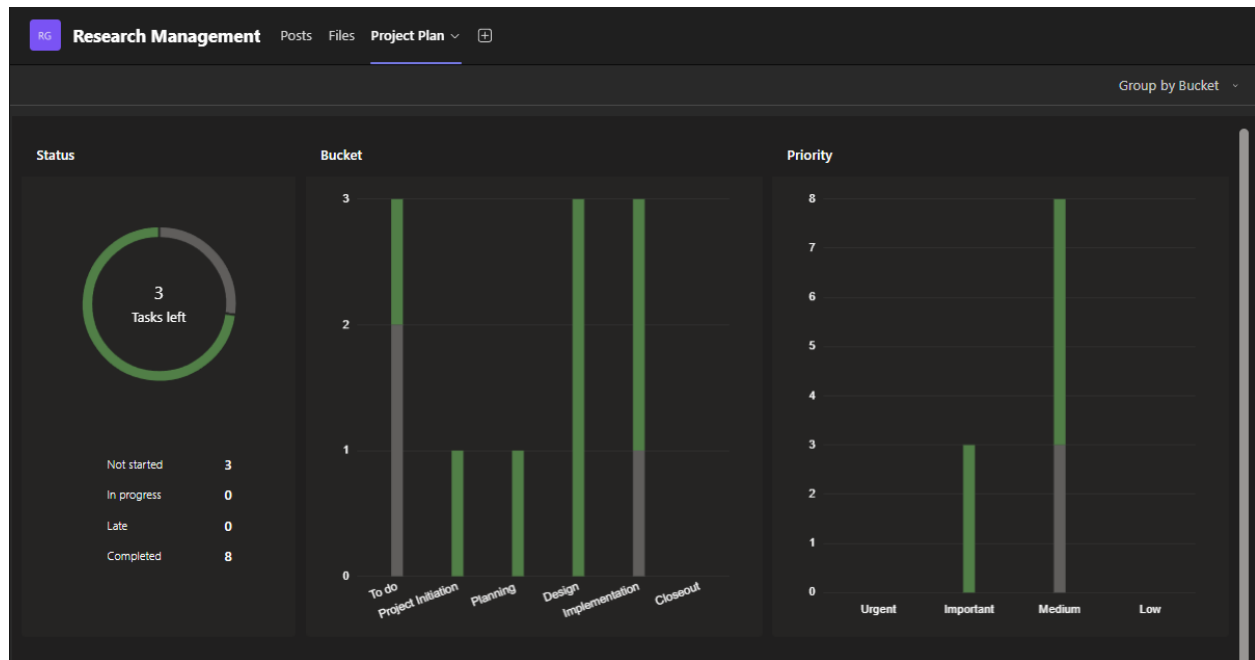 RG Research Management Posts Files Project Plan
Group by Bucket
Status
3
Tasks left
Not started 3
In progress 0
Late 0
Completed 8
Bucket
3
2
1
0
To do Project Initiation Planning Design Implementation Closeout
Priority
8
7
6
5
4
3
2
1
0
Urgent Important Medium Low